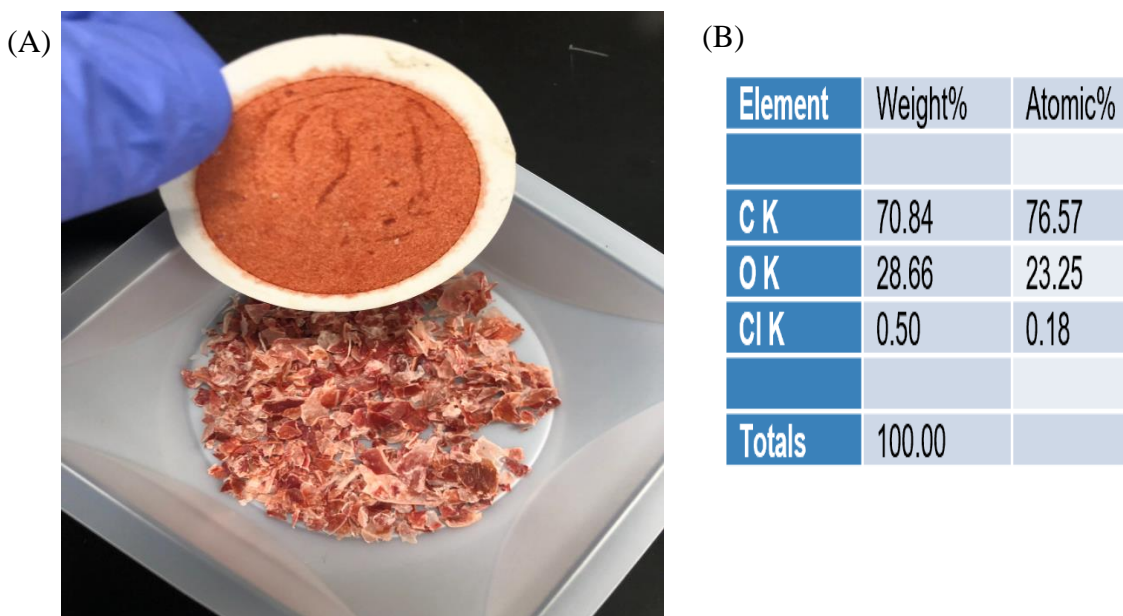 (A)
(B)
Element Weight% Atomic%
C K 70.84 76.57
O K 28.66 23.25
Cl K 0.50 0.18
Totals 100.00